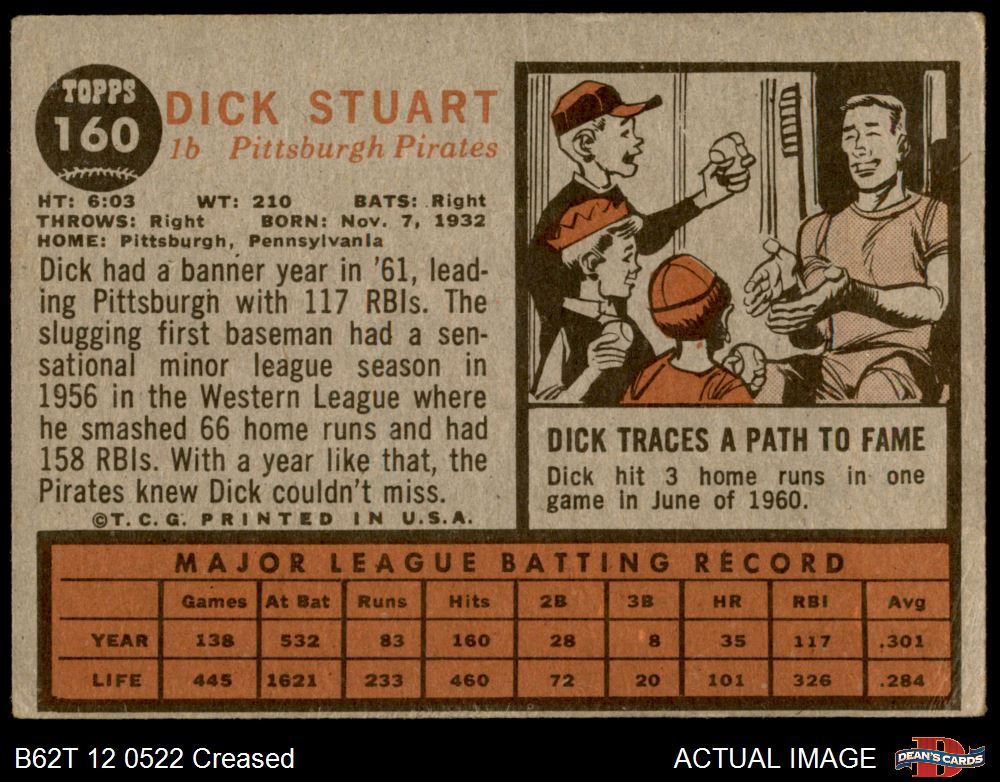 TOPPS
160
DICK STUART
1b Pittsburgh Pirates
HT: 6:03 WT: 210 BATS: Right
THROWS: Right BORN: Nov. 7, 1932
HOME: Pittsburgh, Pennsylvania
Dick had a banner year in '61, lead-
ing Pittsburgh with 117 RBIs. The
slugging first baseman had a sen-
sational minor league season in
1956 in the Western League where
he smashed 66 home runs and had
158 RBIs. With a year like that, the
Pirates knew Dick couldn't miss.
©T.C.G. PRINTED IN U.S.A.
DICK TRACES A PATH TO FAME
Dick hit 3 home runs in one
game in June of 1960.
MAJOR LEAGUE BATTING RECORD
Games At Bat Runs Hits 2B 3B HR RBI Avg
YEAR 138 532 83 160 28 8 35 117 .301
LIFE 445 1621 233 460 72 20 101 326 .284
B62T 12 0522 Creased
ACTUAL IMAGE
D
DEAN'S CARDS